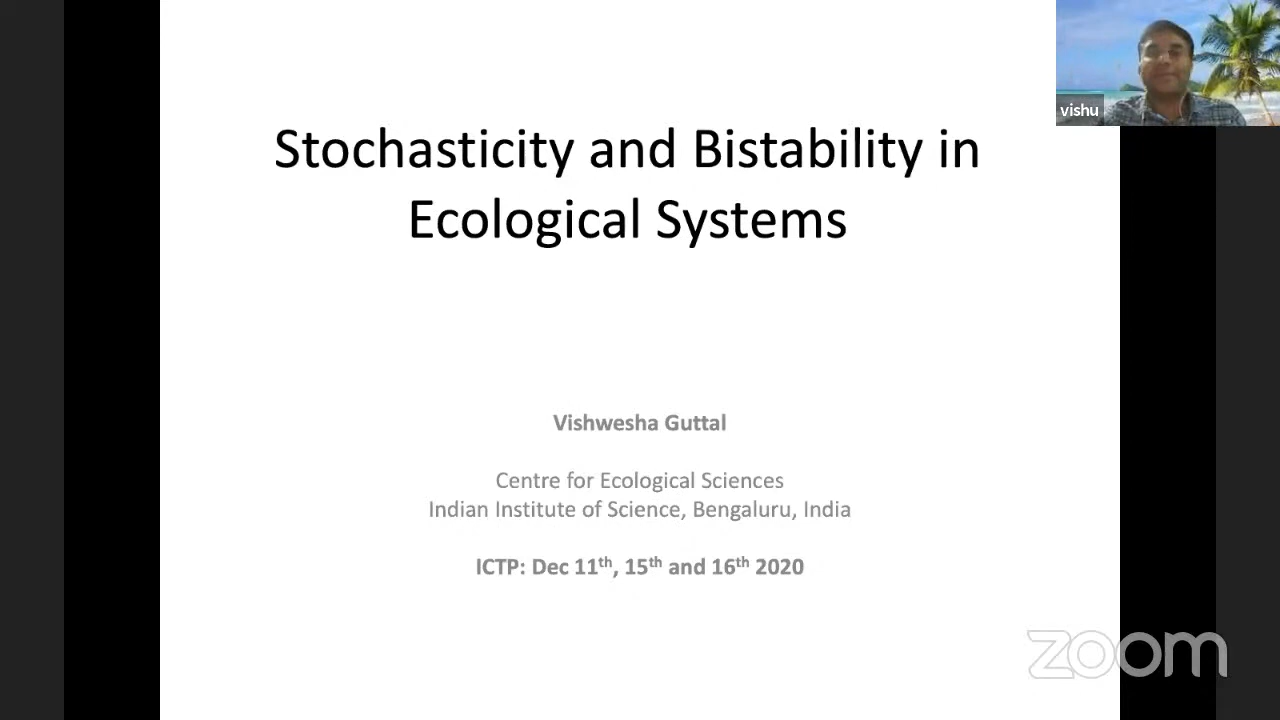 vishu
Stochasticity and Bistability in
Ecological Systems
Vishwesha Guttal
Centre for Ecological Sciences
Indian Institute of Science, Bengaluru, India
ICTP: Dec 11th, 15th and 16th 2020
zoom